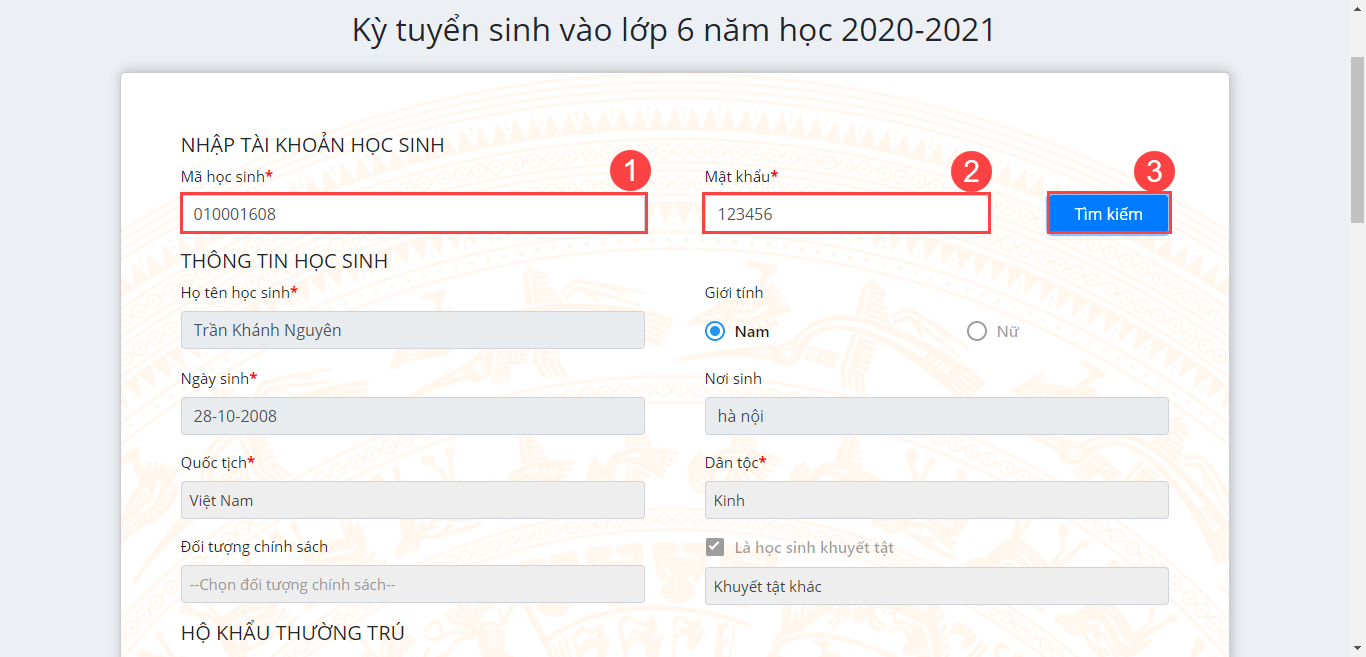 Kỳ tuyển sinh vào lớp 6 năm học 2020-2021
NHẬP TÀI KHOẢN HỌC SINH
1
2
3
Mã học sinh*
Mật khẩu*
010001608
123456
Tìm kiếm
THÔNG TIN HỌC SINH
Họ tên học sinh*
Giới tính
Trần Khánh Nguyên
Nam
Nữ
Ngày sinh*
Nơi sinh
28-10-2008
hà nội
Quốc tịch*
Dân tộc*
Việt Nam
Kinh
Đối tượng chính sách
Là học sinh khuyết tật
--Chọn đối tượng chính sách--
Khuyết tật khác
HỘ KHẨU THƯỜNG TRÚ